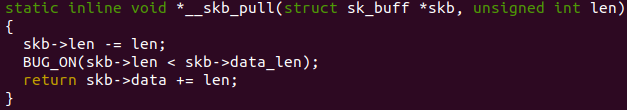 static inline void *__skb_pull(struct sk_buff *skb, unsigned int len)
{
  skb->len -= len;
  BUG_ON(skb->len < skb->data_len);
  return skb->data += len;
}